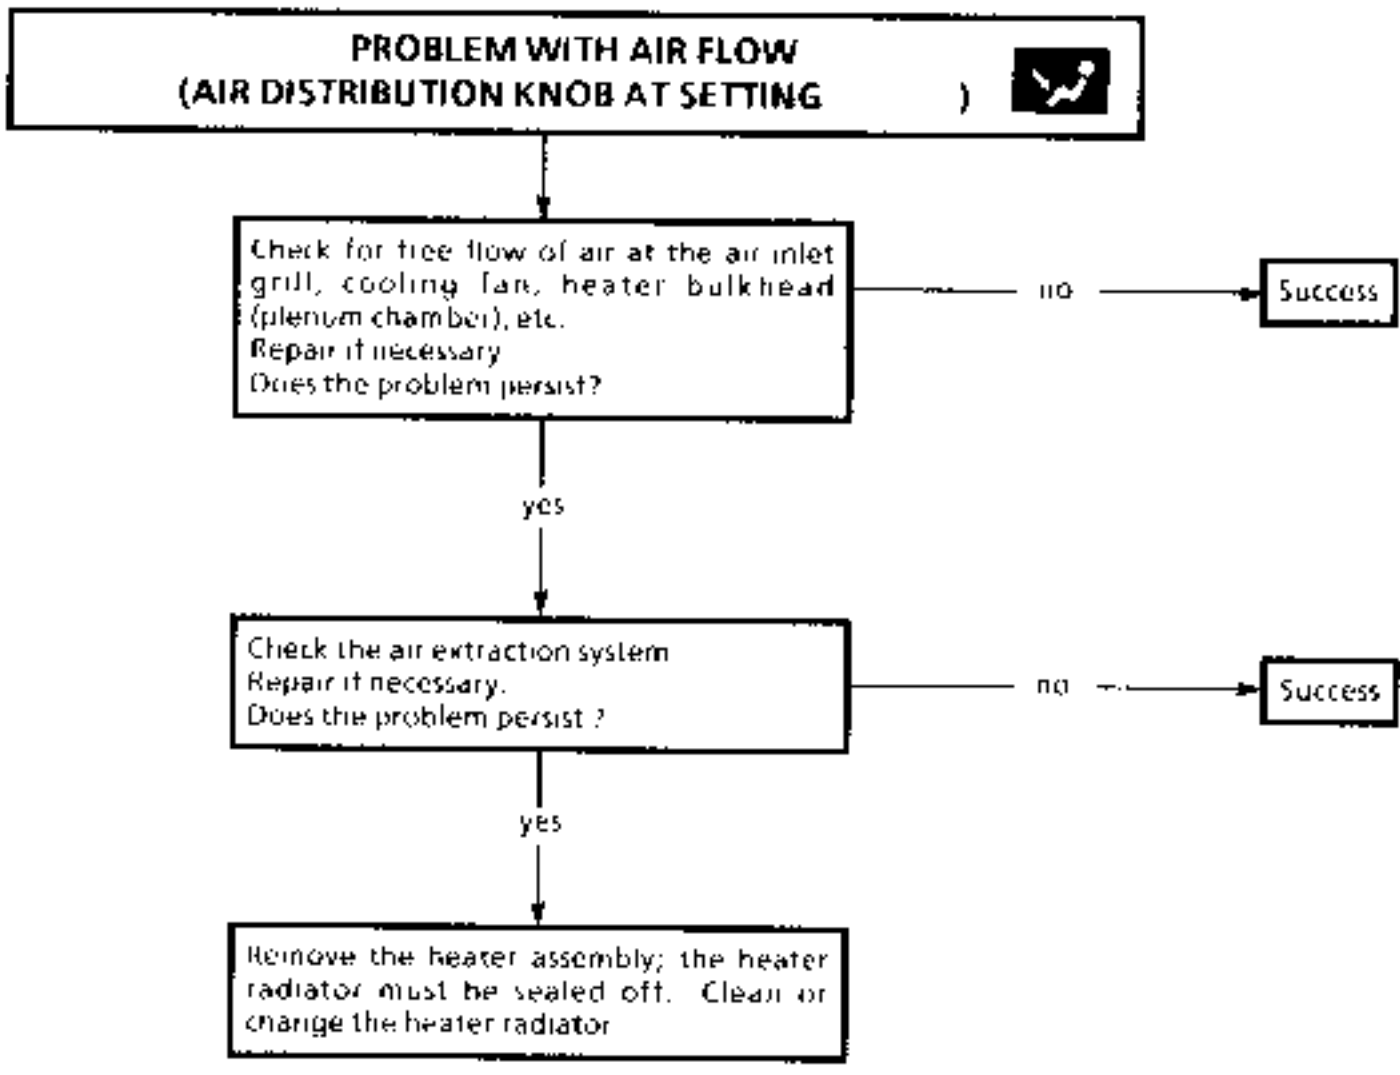 PROBLEM WITH AIR FLOW
(AIR DISTRIBUTION KNOB AT SETTING )
Check for free flow of air at the air inlet
grill, cooling fan, heater bulkhead
(plenum chamber), etc.
Repair if necessary
Does the problem persist?
no
Success
yes
Check the air extraction system
Repair if necessary.
Does the problem persist ?
no
Success
yes
Remove the heater assembly; the heater
radiator must be sealed off. Clean or
change the heater radiator